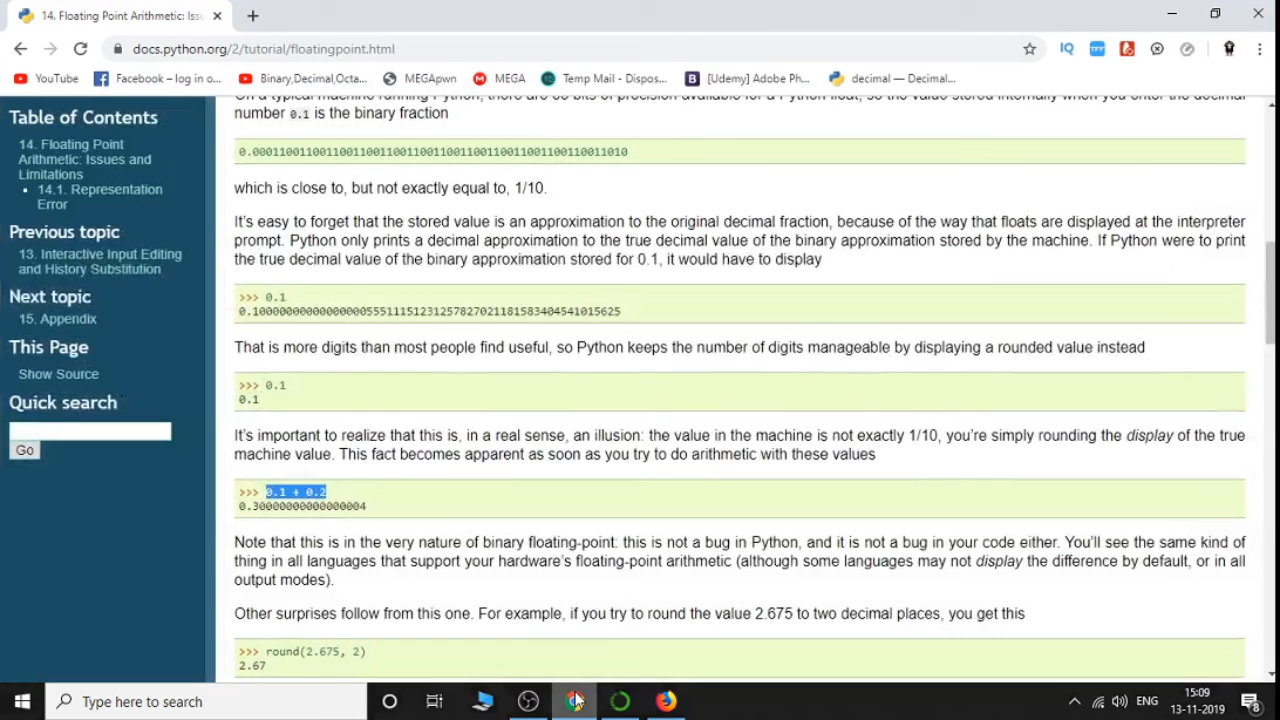 14. Floating Point Arithmetic: Issu
docs.python.org/2/tutorial/floatingpoint.html
YouTube
Facebook – log in o...
Binary,Decimal,Octa...
MEGApwn
MEGA
Temp Mail - Dispos...
[Udemy] Adobe Ph...
decimal — Decimal...
Table of Contents
14. Floating Point
Arithmetic: Issues and
Limitations
14.1. Representation
Error
Previous topic
13. Interactive Input Editing
and History Substitution
Next topic
15. Appendix
This Page
Show Source
Quick search
Go
number 0.1 is the binary fraction
which is close to, but not exactly equal to, 1/10.
It's easy to forget that the stored value is an approximation to the original decimal fraction, because of the way that floats are displayed at the interpreter
prompt. Python only prints a decimal approximation to the true decimal value of the binary approximation stored by the machine. If Python were to print
the true decimal value of the binary approximation stored for 0.1, it would have to display
>>> 0.1
0.1000000000000000055511151231257827021181583404541015625
That is more digits than most people find useful, so Python keeps the number of digits manageable by displaying a rounded value instead
>>> 0.1
0.1
It's important to realize that this is, in a real sense, an illusion: the value in the machine is not exactly 1/10, you're simply rounding the display of the true
machine value. This fact becomes apparent as soon as you try to do arithmetic with these values
>>> 0.1 + 0.2
0.30000000000000004
Note that this is in the very nature of binary floating-point: this is not a bug in Python, and it is not a bug in your code either. You'll see the same kind of
thing in all languages that support your hardware's floating-point arithmetic (although some languages may not display the difference by default, or in all
output modes).
Other surprises follow from this one. For example, if you try to round the value 2.675 to two decimal places, you get this
>>> round(2.675, 2)
2.67
Type here to search
ENG
15:09
13-11-2019
8